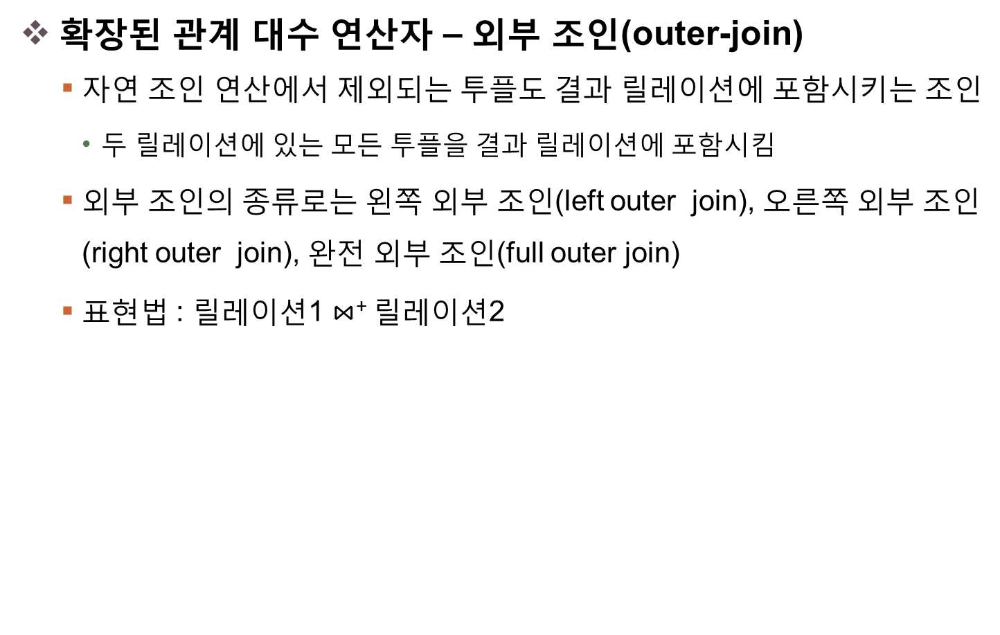 ❖ 확장된 관계 대수 연산자 – 외부 조인(outer-join)
▪ 자연 조인 연산에서 제외되는 투플도 결과 릴레이션에 포함시키는 조인
• 두 릴레이션에 있는 모든 투플을 결과 릴레이션에 포함시킴
▪ 외부 조인의 종류로는 왼쪽 외부 조인(left outer join), 오른쪽 외부 조인
(right outer join), 완전 외부 조인(full outer join)
▪ 표현법 : 릴레이션1 ⋈⁺ 릴레이션2